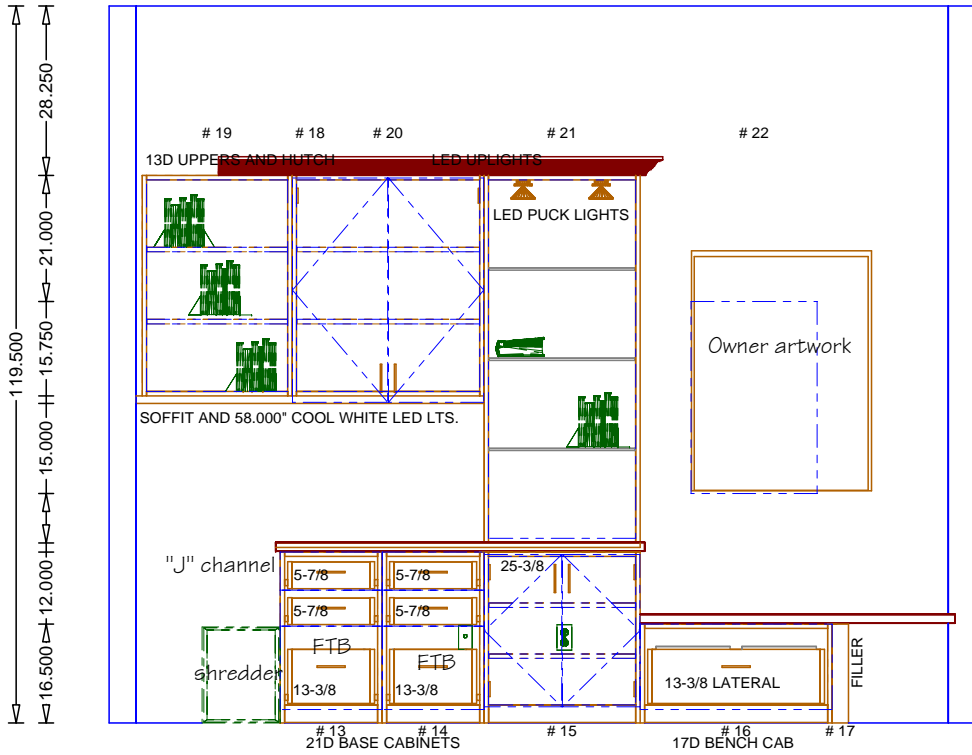 28.250
# 19
# 18
# 20
# 21
# 22
13D UPPERS AND HUTCH
LED UPLIGHTS
LED PUCK LIGHTS
21.000
15.750
Owner artwork
119.500
SOFFIT AND 58.000" COOL WHITE LED LTS.
15.000
"J" channel
5-7/8
5-7/8
25-3/8
12.000
5-7/8
5-7/8
FTB
FTB
shredder
13-3/8
13-3/8
13-3/8 LATERAL
FILLER
16.500
# 13
# 14
# 15
# 16
# 17
21D BASE CABINETS
17D BENCH CAB